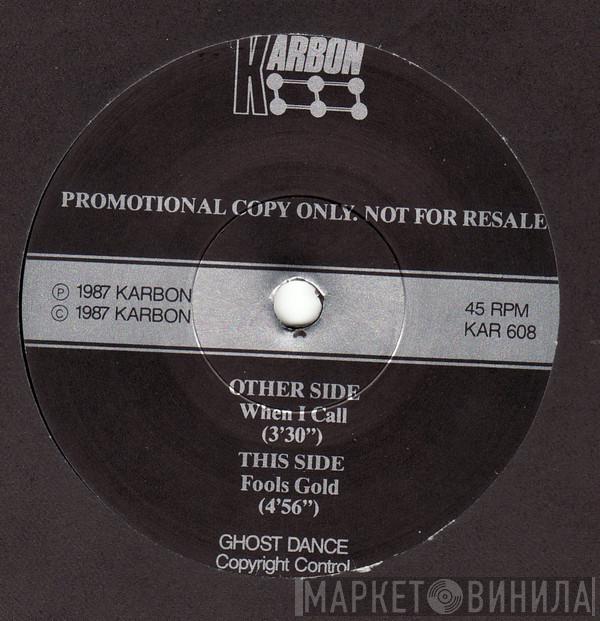 KARBON
PROMOTIONAL COPY ONLY. NOT FOR RESALE
℗ 1987 KARBON
© 1987 KARBON
45 RPM
KAR 608
OTHER SIDE
When I Call
(3'30")
THIS SIDE
Fools Gold
(4'56")
GHOST DANCE
Copyright Control
МАРКЕТ ВИНИЛА